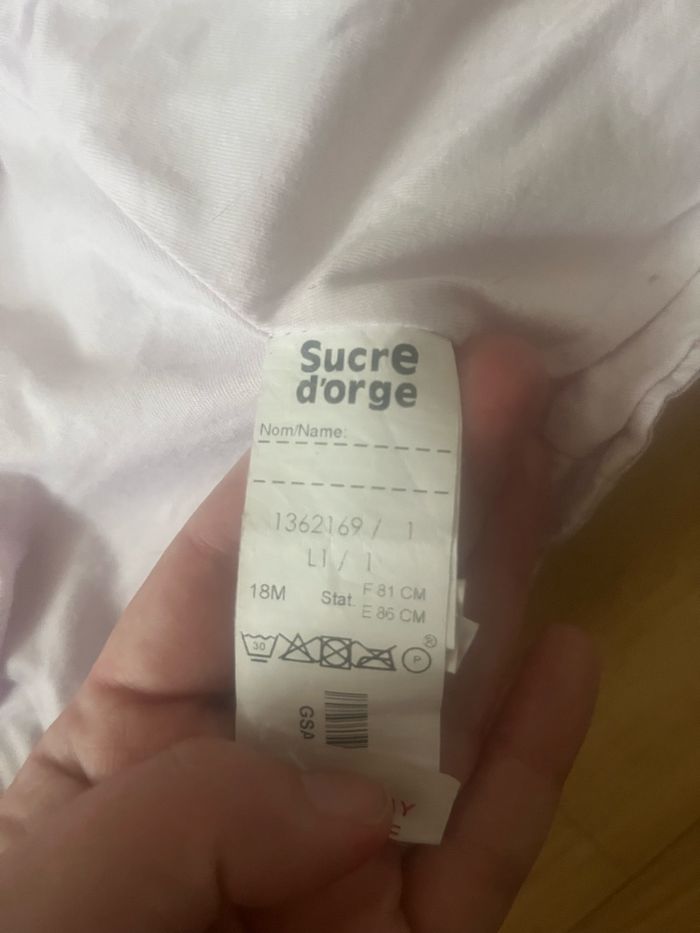 Sucre
d'orge
Nom/Name:
1362169 / 1
L1 / 1
18M Stat. F 81 CM
E 86 CM
30 P ®
GSA